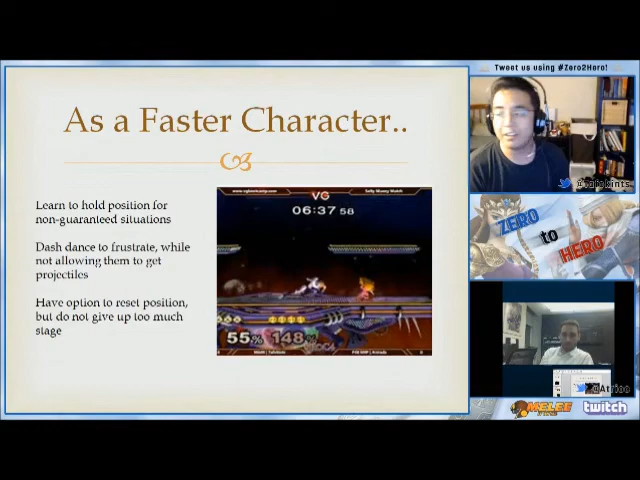 Tweet us using #Zero2Hero!
As a Faster Character..
Learn to hold position for
non-guaranteed situations
Dash dance to frustrate, while
not allowing them to get
projectiles
Have option to reset position,
but do not give up too much
stage
VG
06:37 58
55% 148%
ZERO
to
HERO
MELEE
twitch